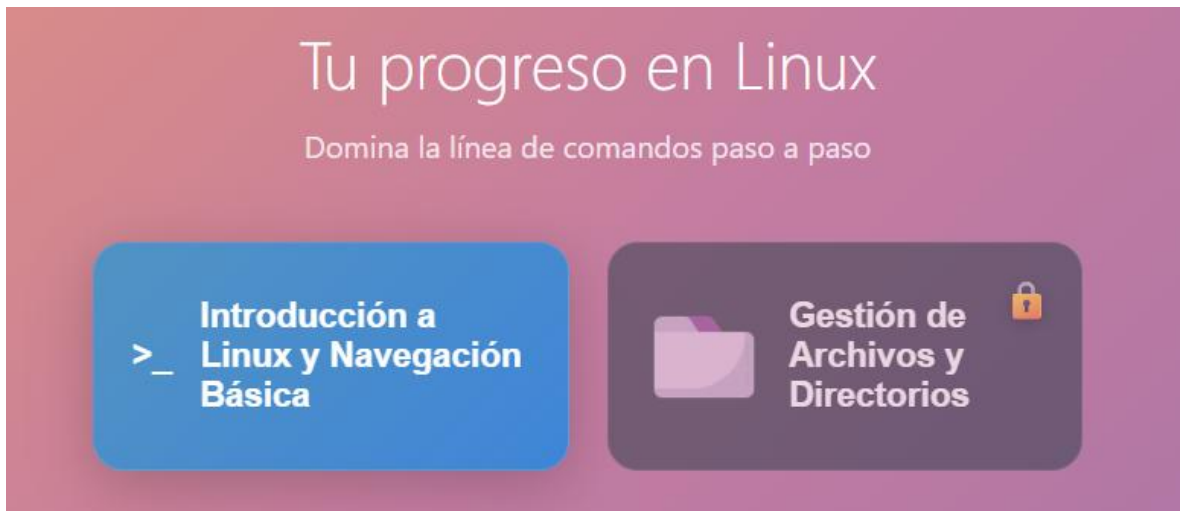 Tu progreso en Linux
Domina la línea de comandos paso a paso
>_
Introducción a
Linux y Navegación
Básica
Gestión de
Archivos y
Directorios